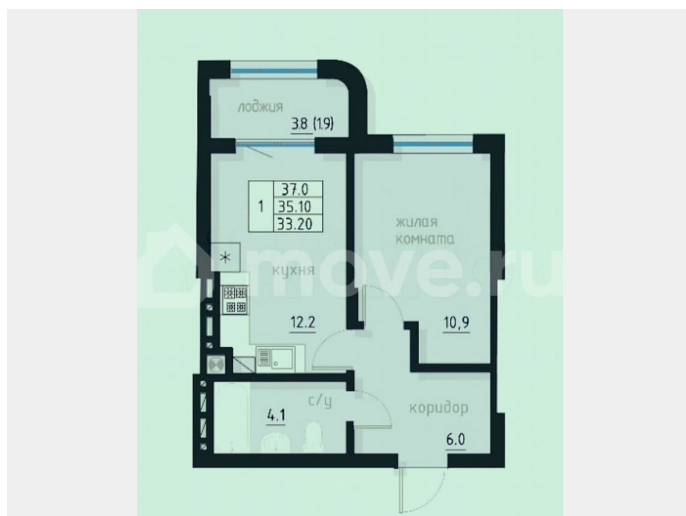 лоджия
3.8 (1.9)
37.0
1
35.10
33.20
жилая
комната
*
кухня
move.ru
12.2
10,9
с/у
4.1
коридор
6.0